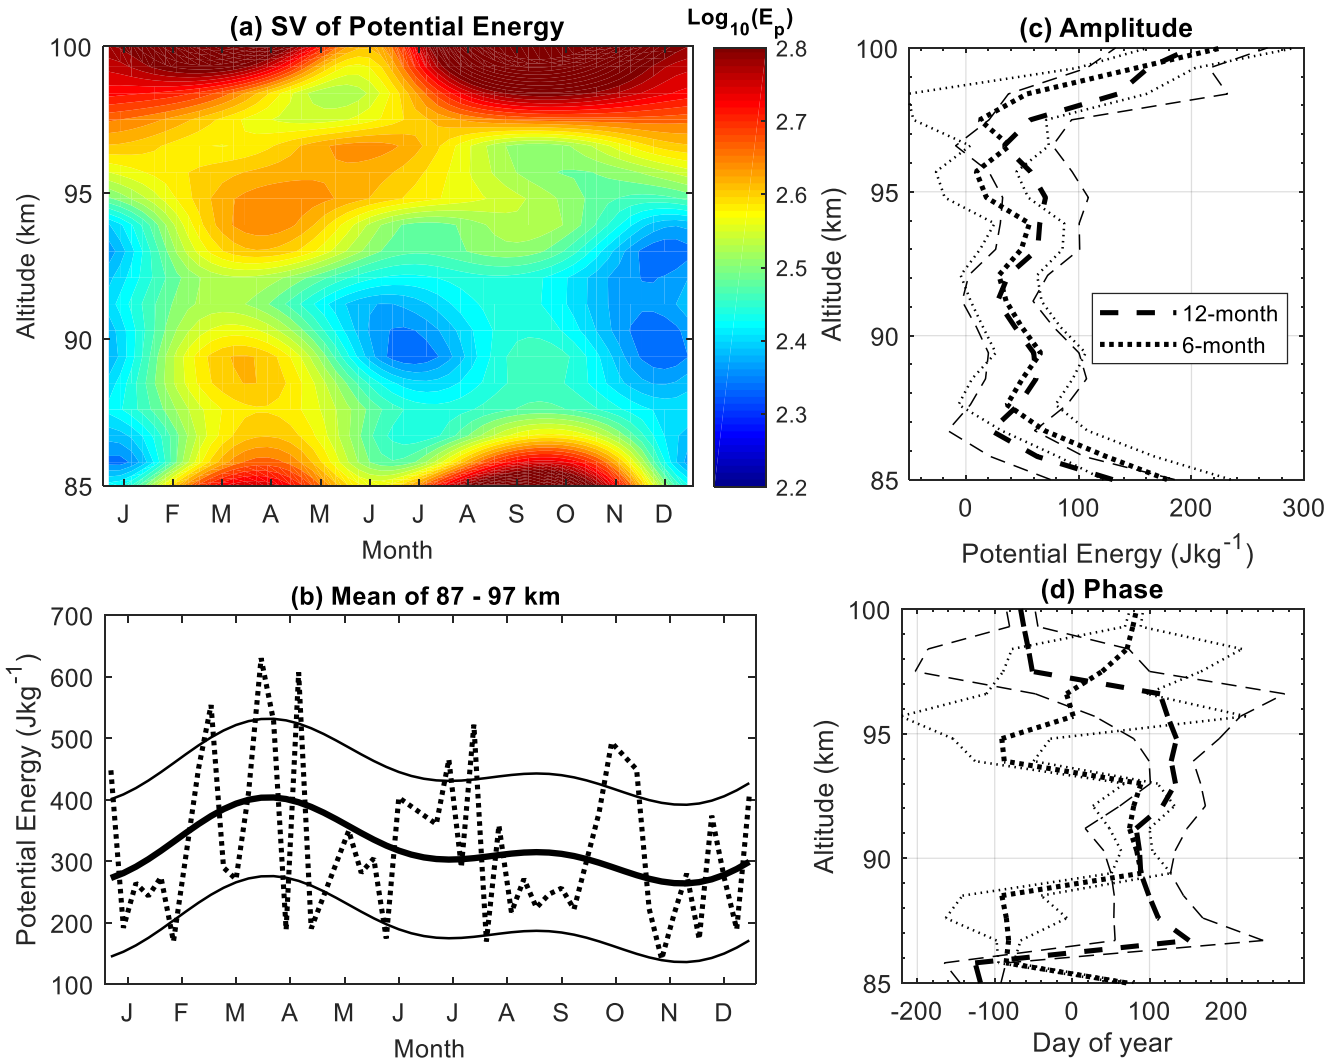 (a) SV of Potential Energy
Log10(Ep)
100
95
90
85
Altitude (km)
J F M A M J J A S O N D
Month
2.8
2.7
2.6
2.5
2.4
2.3
2.2
(c) Amplitude
100
95
90
85
Altitude (km)
12-month
6-month
0 100 200 300
Potential Energy (Jkg-1)
(b) Mean of 87 - 97 km
700
600
500
400
300
200
100
Potential Energy (Jkg-1)
J F M A M J J A S O N D
Month
(d) Phase
100
95
90
85
Altitude (km)
-200 -100 0 100 200
Day of year